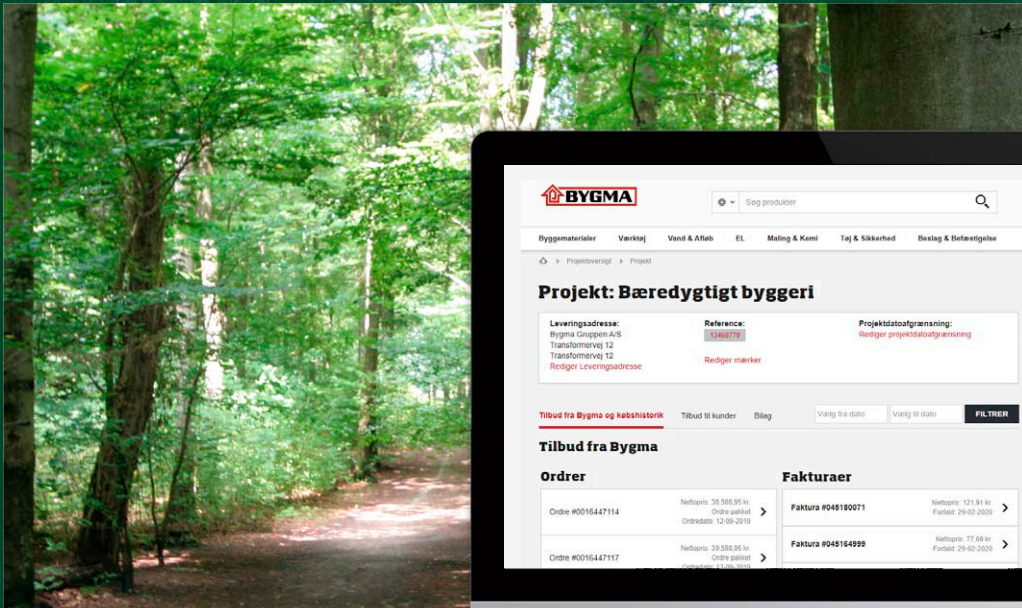 BYGMA
Søg produkter
Byggematerialer Værktøj Vand & Afløb EL Maling & Kemi Tøj & Sikkerhed Beslag & Befæstigelse
Projektoversigt > Projekt
Projekt: Bæredygtigt byggeri
Leveringsadresse: Reference: Projektdatoafgrænsning:
Bygma Gruppen A/S 13468779 Rediger projektdatoafgrænsning
Transformervej 12
Transformervej 12 Rediger mærker
Rediger Leveringsadresse
Tilbud fra Bygma og købshistorik Tilbud til kunder Bilag Vælg fra dato Vælg til dato FILTRER
Tilbud fra Bygma
Ordrer Fakturaer
Ordre #0016447114
Nettopris: 38.588,95 kr.
Ordre pakket
Ordredato: 12-09-2019
Faktura #045180071
Nettopris: 121,91 kr.
Forfald: 29-02-2020
Ordre #0016447117
Nettopris: 39.588,95 kr.
Ordre pakket
Ordredato: 12-09-2019
Faktura #045164999
Nettopris: 77,69 kr.
Forfald: 29-02-2020